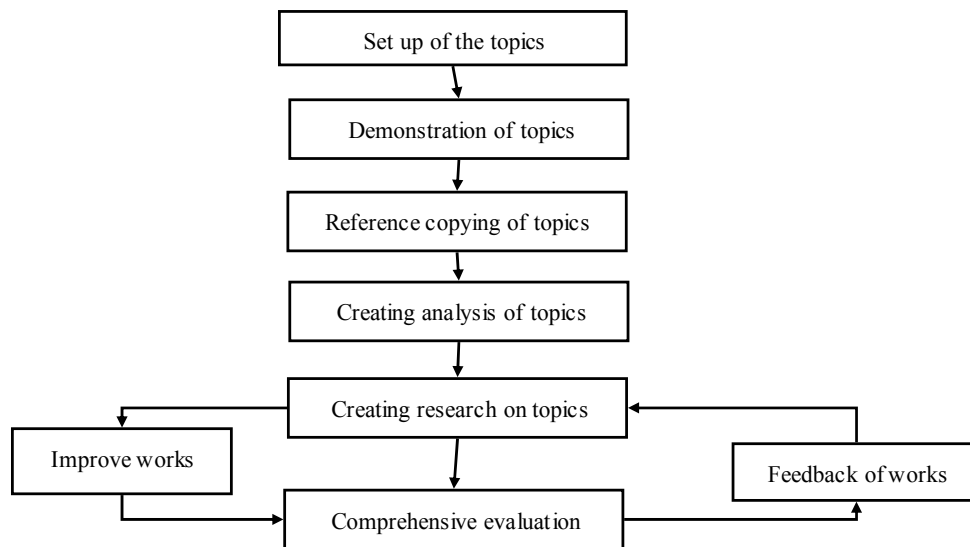 Set up of the topics
Demonstration of topics
Reference copying of topics
Creating analysis of topics
Creating research on topics
Improve works
Feedback of works
Comprehensive evaluation